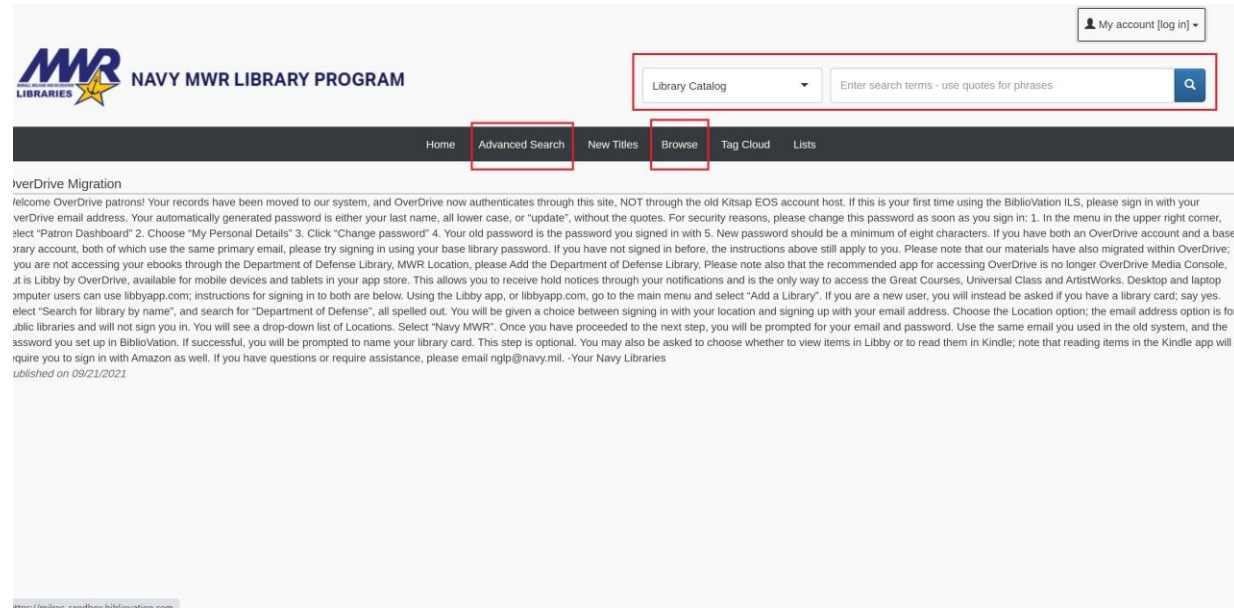 My account [log in]
MWR
LIBRARIES
NAVY MWR LIBRARY PROGRAM
Library Catalog
Enter search terms - use quotes for phrases
Home Advanced Search New Titles Browse Tag Cloud Lists
OverDrive Migration
Welcome OverDrive patrons! Your records have been moved to our system, and OverDrive now authenticates through this site, NOT through the old Kitsap EOS account host. If this is your first time using the BiblioVation ILS, please sign in with your
OverDrive email address. Your automatically generated password is either your last name, all lower case, or "update", without the quotes. For security reasons, please change this password as soon as you sign in: 1. In the menu in the upper right corner,
select "Patron Dashboard" 2. Choose "My Personal Details" 3. Click "Change password" 4. Your old password is the password you signed in with 5. New password should be a minimum of eight characters. If you have both an OverDrive account and a base
library account, both of which use the same primary email, please try signing in using your base library password. If you have not signed in before, the instructions above still apply to you. Please note that our materials have also migrated within OverDrive;
you are not accessing your ebooks through the Department of Defense Library, MWR Location, please Add the Department of Defense Library. Please note also that the recommended app for accessing OverDrive is no longer OverDrive Media Console,
but is Libby by OverDrive, available for mobile devices and tablets in your app store. This allows you to receive hold notices through your notifications and is the only way to access the Great Courses, Universal Class and ArtistWorks. Desktop and laptop
computer users can use libbyapp.com; instructions for signing in to both are below. Using the Libby app, or libbyapp.com, go to the main menu and select "Add a Library". If you are a new user, you will instead be asked if you have a library card; say yes.
Select "Search for library by name", and search for "Department of Defense", all spelled out. You will be given a choice between signing in with your location and signing up with your email address. Choose the Location option; the email address option is for
public libraries and will not sign you in. You will see a drop-down list of Locations. Select "Navy MWR". Once you have proceeded to the next step, you will be prompted for your email and password. Use the same email you used in the old system, and the
password you set up in BiblioVation. If successful, you will be prompted to name your library card. This step is optional. You may also be asked to choose whether to view items in Libby or to read them in Kindle; note that reading items in the Kindle app will
require you to sign in with Amazon as well. If you have questions or require assistance, please email nglp@navy.mil. -Your Navy Libraries
Published on 09/21/2021